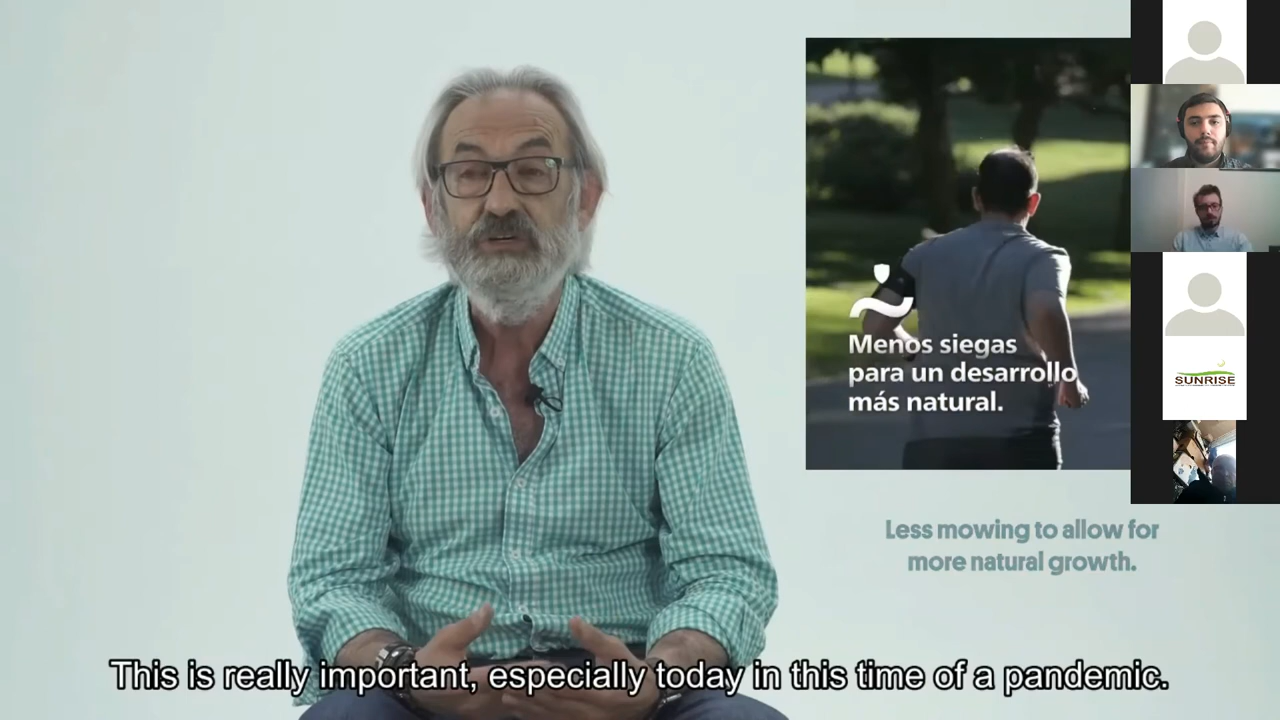 Menos siegas
para un desarrollo
más natural.
SUNRISE
Less mowing to allow for
more natural growth.
This is really important, especially today in this time of a pandemic.